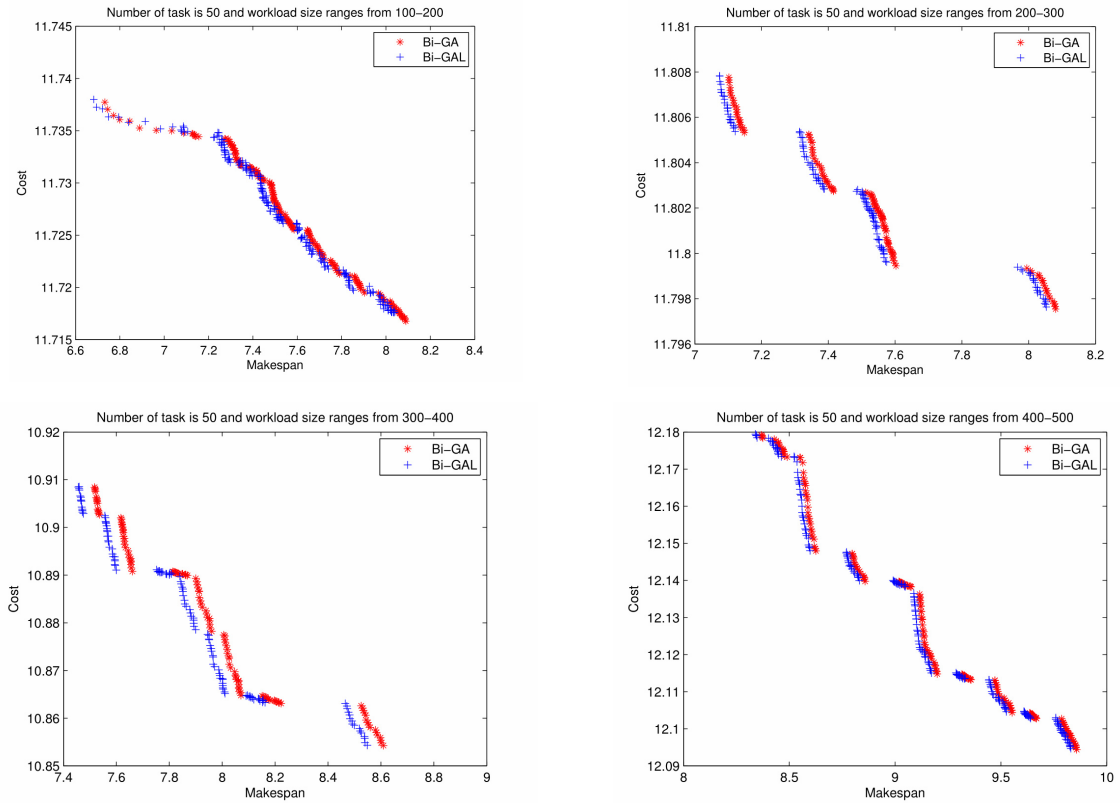 Number of task is 50 and workload size ranges from 100−200
11.745
11.74
11.735
11.73
11.725
11.72
11.715
Cost
6.6 6.8 7 7.2 7.4 7.6 7.8 8 8.2 8.4
Makespan
Bi−GA
Bi−GAL
Number of task is 50 and workload size ranges from 200−300
11.81
11.808
11.806
11.804
11.802
11.8
11.798
11.796
Cost
7 7.2 7.4 7.6 7.8 8 8.2
Makespan
Bi−GA
Bi−GAL
Number of task is 50 and workload size ranges from 300−400
10.92
10.91
10.9
10.89
10.88
10.87
10.86
10.85
Cost
7.4 7.6 7.8 8 8.2 8.4 8.6 8.8 9
Makespan
Bi−GA
Bi−GAL
Number of task is 50 and workload size ranges from 400−500
12.18
12.17
12.16
12.15
12.14
12.13
12.12
12.11
12.1
12.09
Cost
8 8.5 9 9.5 10
Makespan
Bi−GA
Bi−GAL